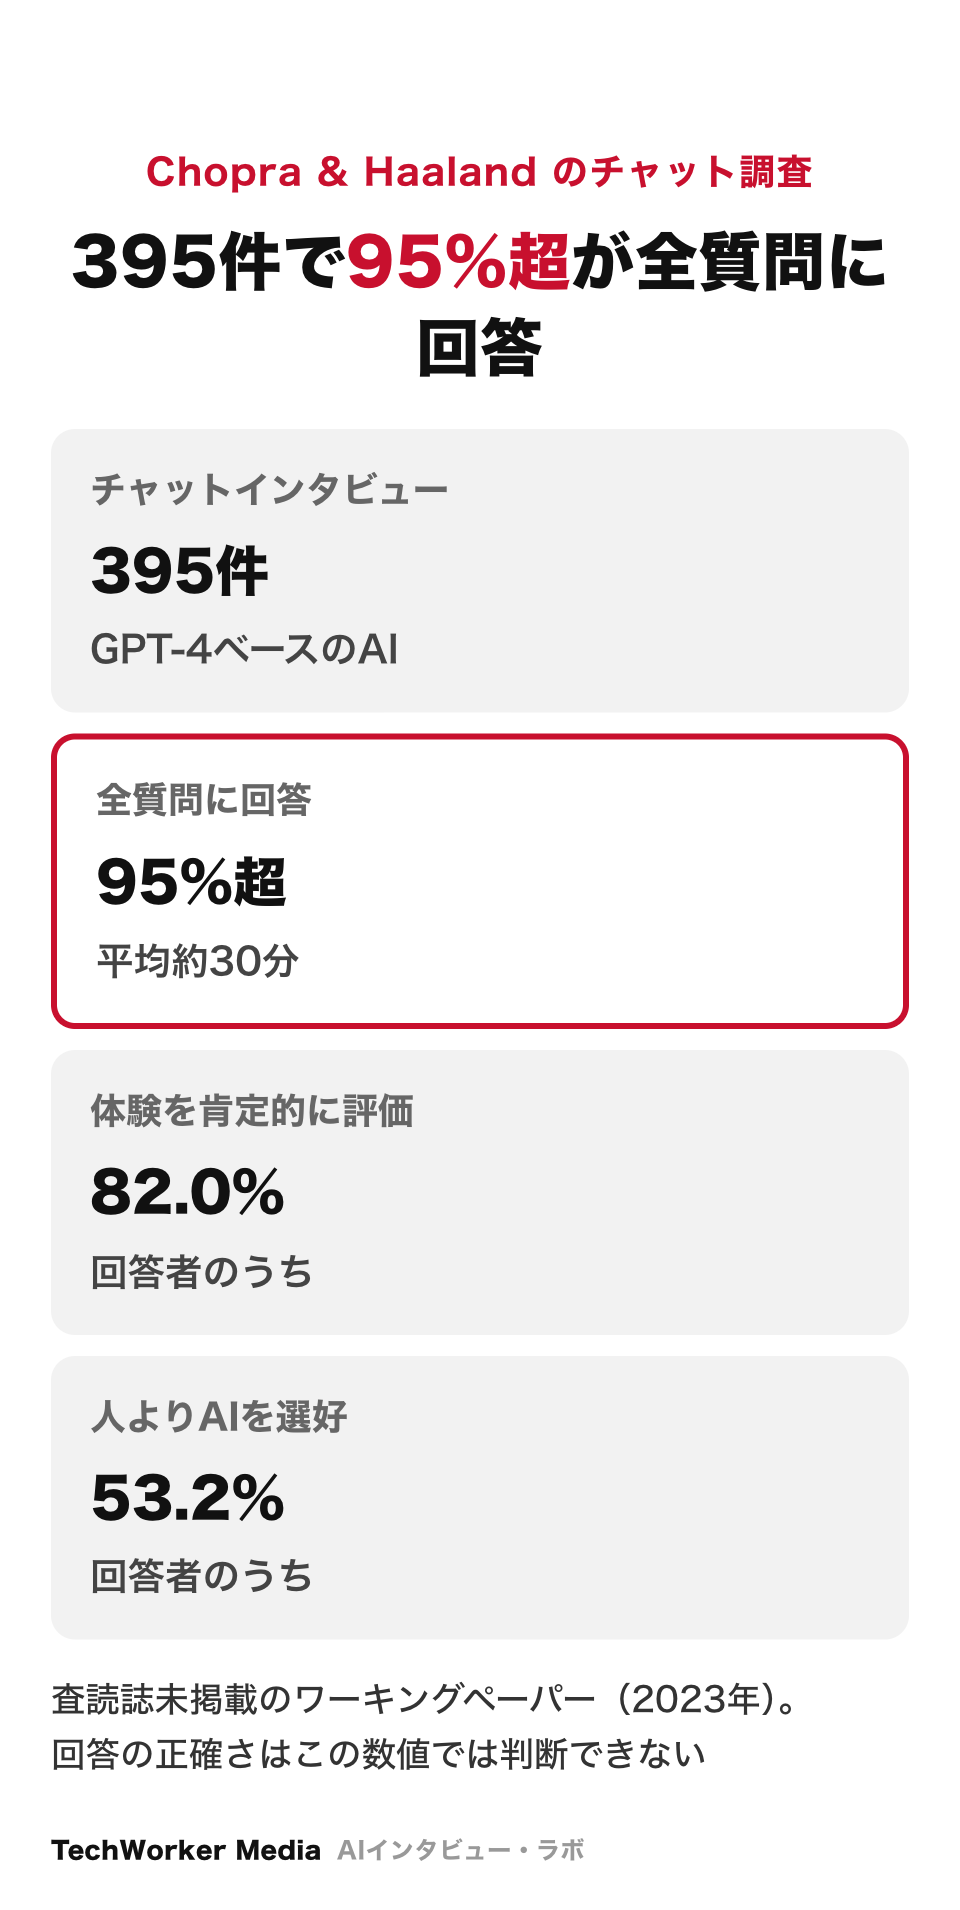 Chopra & Haaland のチャット調査
395件で95%超が全質問に
回答
チャットインタビュー
395件
GPT-4ベースのAI
全質問に回答
95%超
平均約30分
体験を肯定的に評価
82.0%
回答者のうち
人よりAIを選好
53.2%
回答者のうち
査読誌未掲載のワーキングペーパー（2023年）。
回答の正確さはこの数値では判断できない
TechWorker Media AIインタビュー・ラボ